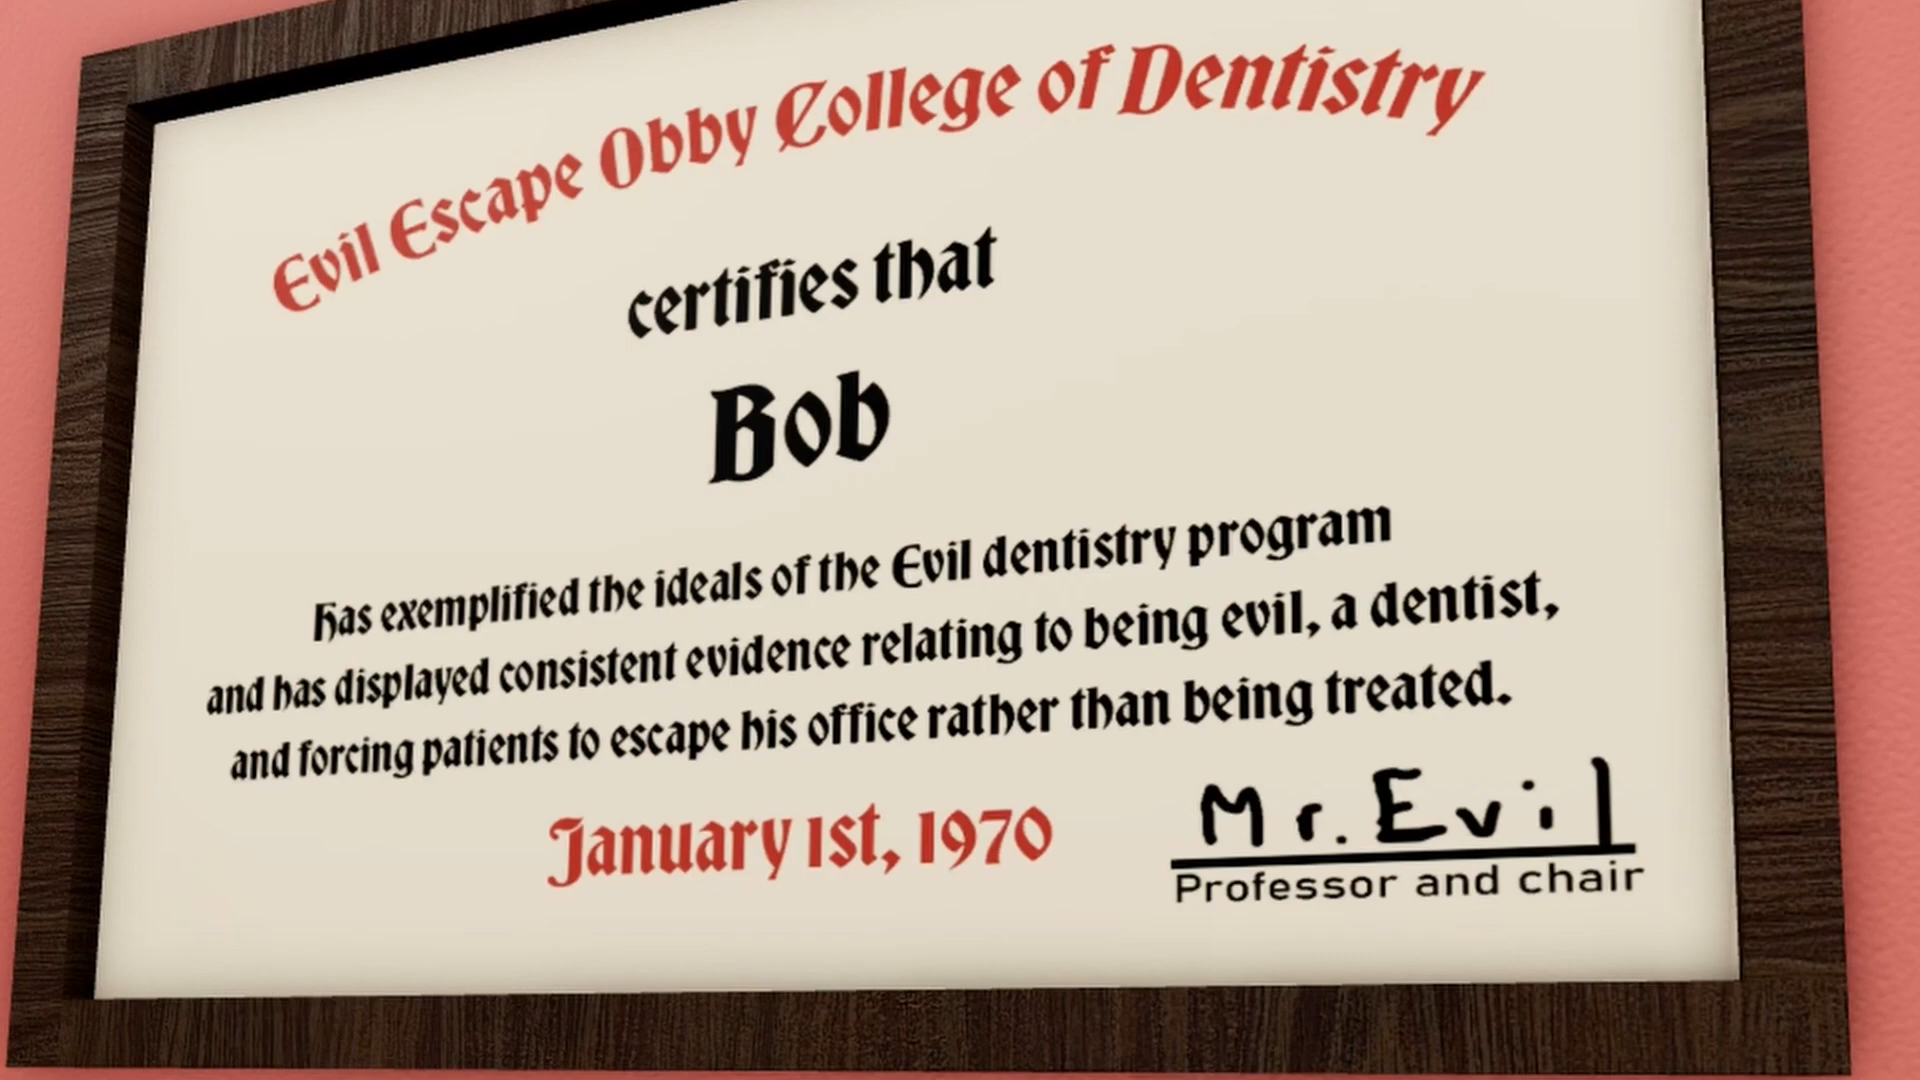 Evil Escape Obby College of Dentistry
certifies that
Bob
has exemplified the ideals of the Evil dentistry program
and has displayed consistent evidence relating to being evil, a dentist,
and forcing patients to escape his office rather than being treated.
January 1st, 1970
Mr. Evil
Professor and chair